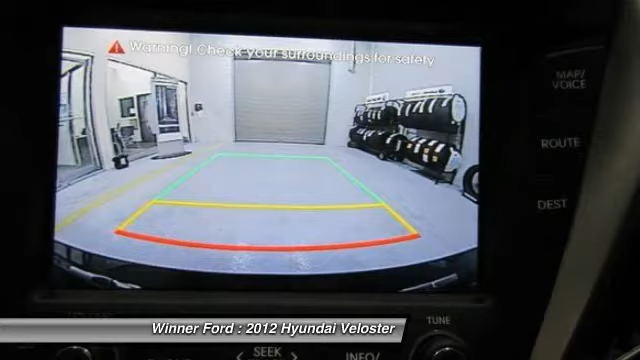 Warning! Check your surroundings for safety
MAP/
VOICE
ROUTE
DEST
Winner Ford : 2012 Hyundai Veloster
TUNE
SEEK
INFO/